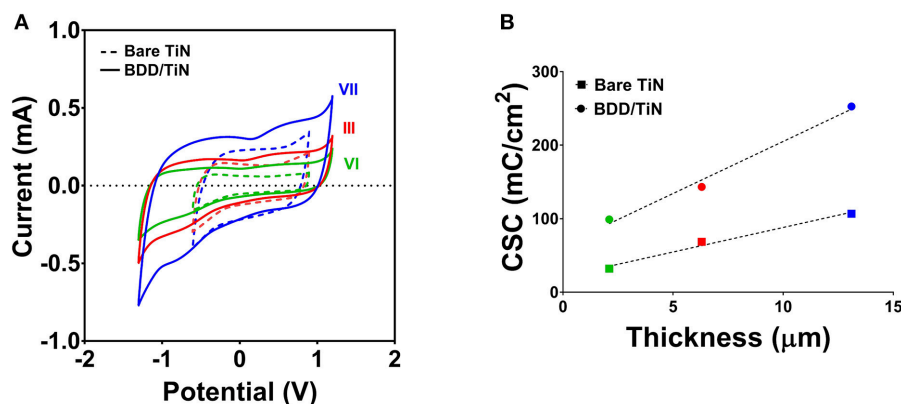 A
1.0
0.5
0.0
-0.5
-1.0
Current (mA)
Bare TiN
BDD/TiN
VII
III
VI
-2
-1
0
1
2
Potential (V)
B
300
200
100
0
CSC (mC/cm²)
Bare TiN
BDD/TiN
0
5
10
15
Thickness (μm)